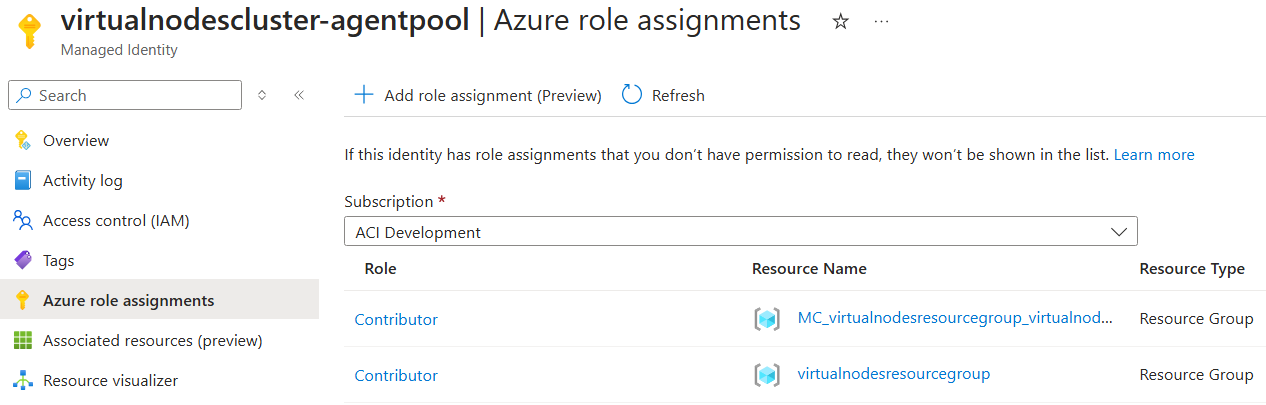 virtualnodescluster-agentpool | Azure role assignments
Managed Identity
Search
Overview
Activity log
Access control (IAM)
Tags
Azure role assignments
Associated resources (preview)
Resource visualizer
Add role assignment (Preview) Refresh
If this identity has role assignments that you don't have permission to read, they won't be shown in the list. Learn more
Subscription *
ACI Development
Role Resource Name Resource Type
Contributor MC_virtualnodesresourcegroup_virtualnod... Resource Group
Contributor virtualnodesresourcegroup Resource Group